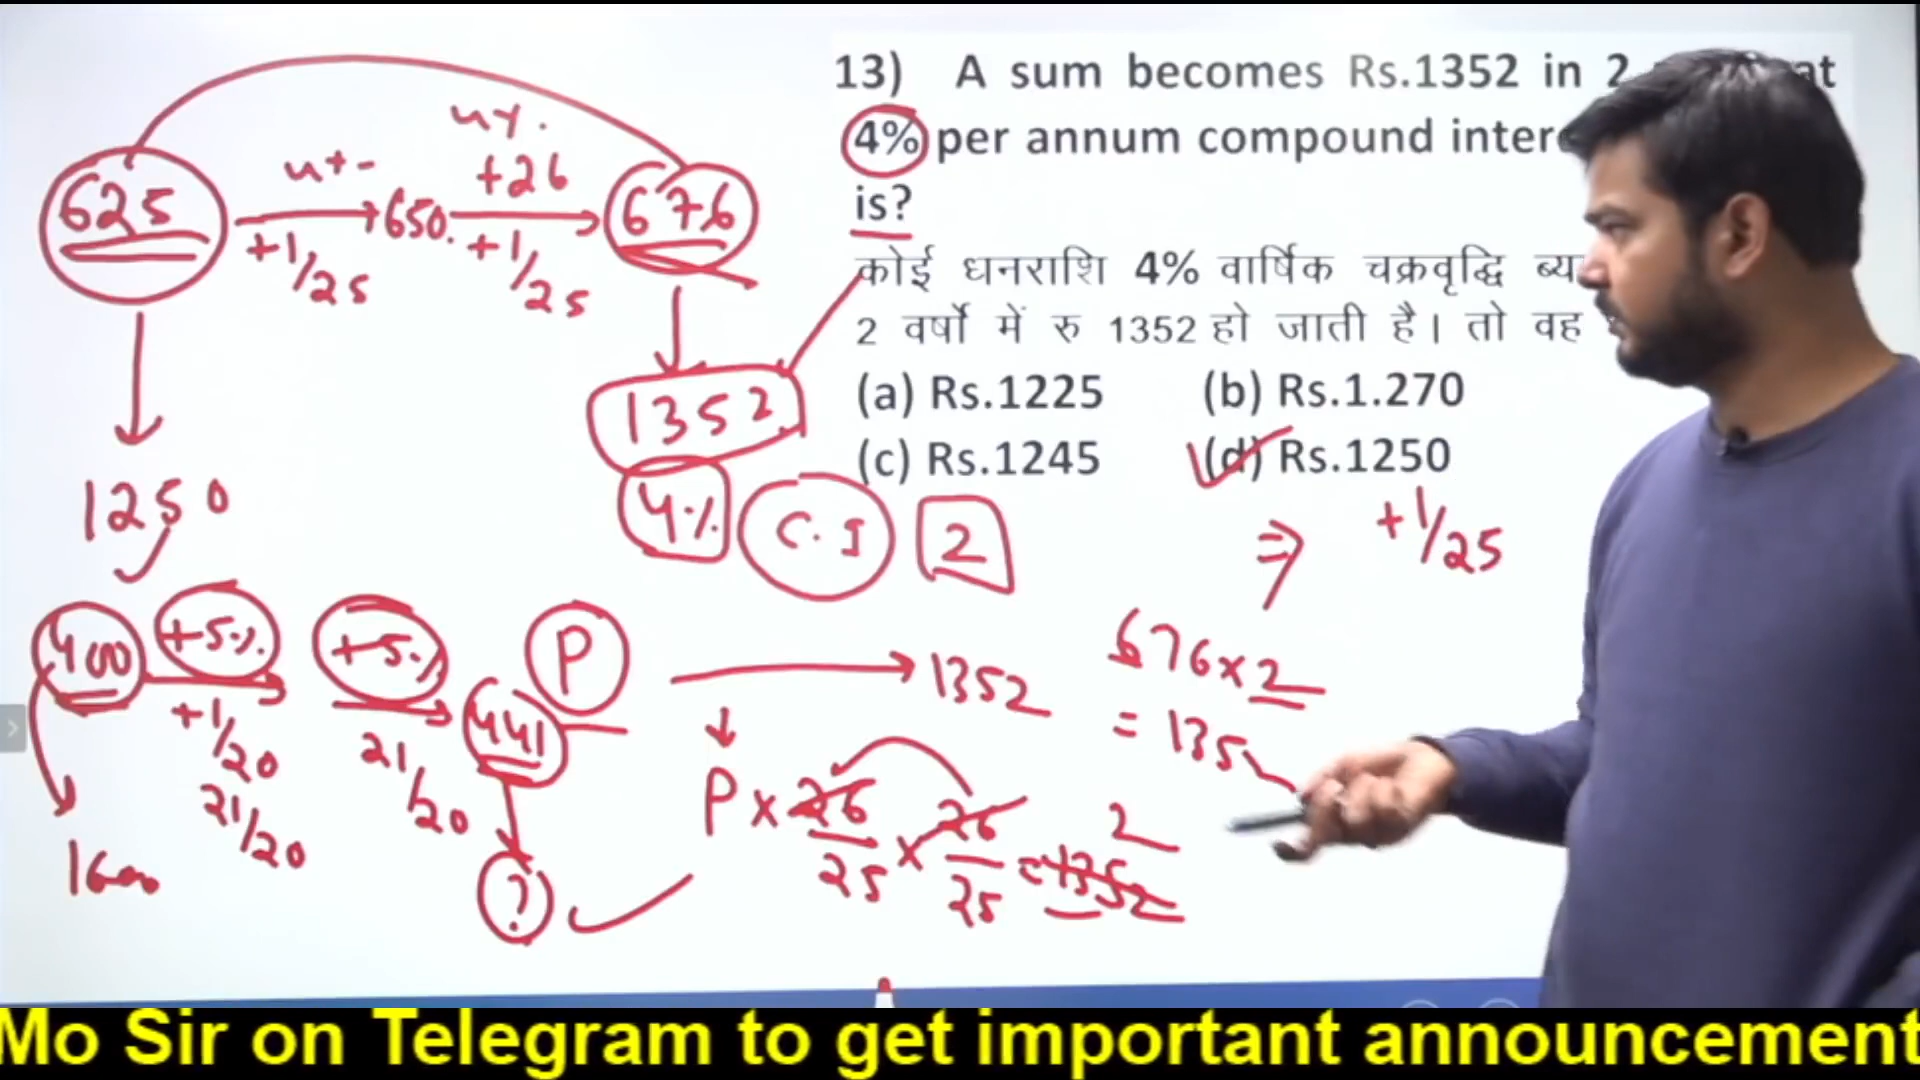 13) A sum becomes Rs.1352 in 2 at
4% per annum compound
is?
कोई धनराशि 4% वार्षिक चक्रवृद्धि
2 वर्षो में रु 1352 हो जाती है। तो वह
(a) Rs.1225 (b) Rs.1.270
(c) Rs.1245 (d) Rs.1250
+26
625 650. 676
+1/25 +1/25
1352
4% C.I 2
1250
+1/25
400 +5% +5% 441 P
1352
676×2
= 135
+1/20 21/20
21/20
P × 26/25 × 26/25 = 1352
2
?
Mo Sir on Telegram to get important announcement